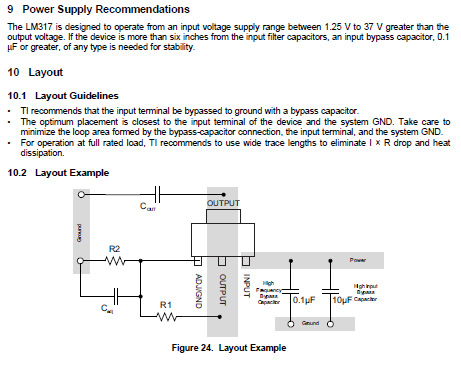 9 Power Supply Recommendations
The LM317 is designed to operate from an input voltage supply range between 1.25 V to 37 V greater than the
output voltage. If the device is more than six inches from the input filter capacitors, an input bypass capacitor, 0.1
µF or greater, of any type is needed for stability.
10 Layout
10.1 Layout Guidelines
• TI recommends that the input terminal be bypassed to ground with a bypass capacitor.
• The optimum placement is closest to the input terminal of the device and the system GND. Take care to
minimize the loop area formed by the bypass-capacitor connection, the input terminal, and the system GND.
• For operation at full rated load, TI recommends to use wide trace lengths to eliminate I × R drop and heat
dissipation.
10.2 Layout Example
COUT
OUTPUT
Ground
R2
Power
ADJ/GND
OUTPUT
INPUT
High
Frequency
Bypass
Capacitor
0.1µF
10µF
High Input
Bypass
Capacitor
Cadj
R1
Ground
Figure 24. Layout Example